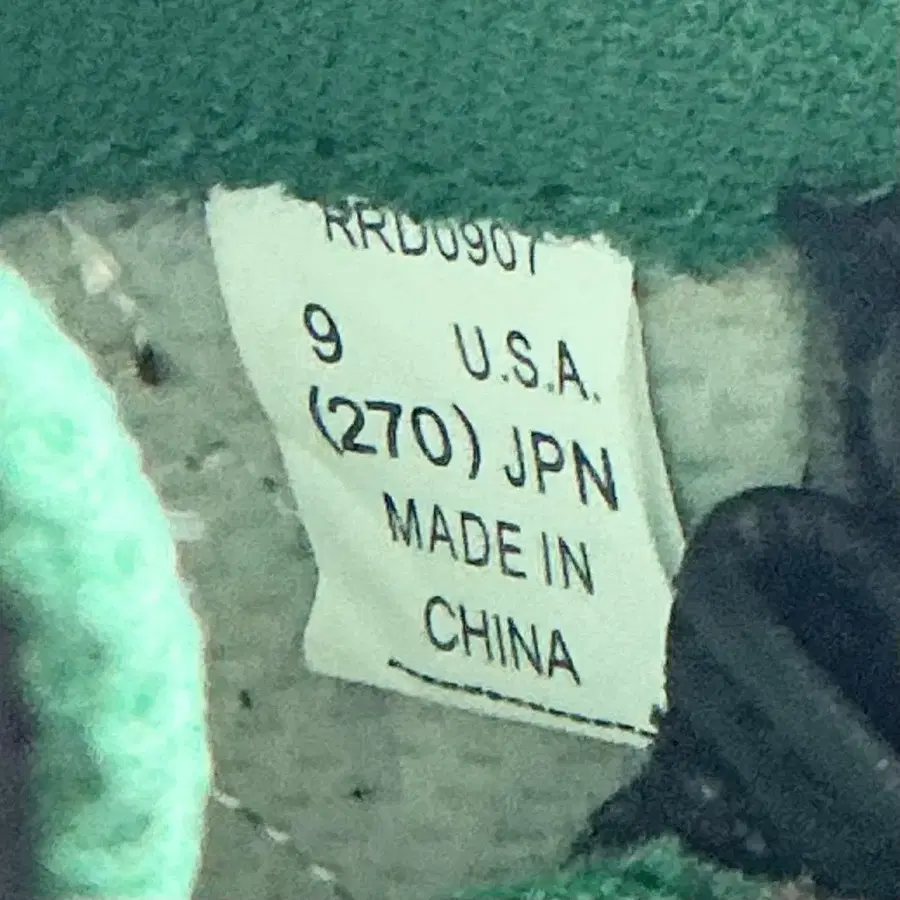 RRD0907
9 U.S.A.
(270) JPN
MADE IN
CHINA